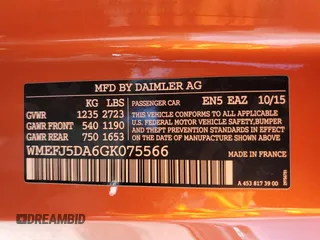 MFD BY DAIMLER AG
KG LBS PASSENGER CAR EN5 EAZ 10/15
GVWR 1235 2723
GAWR FRONT 540 1190
GAWR REAR 750 1653
THIS VEHICLE CONFORMS TO ALL APPLICABLE
U.S.FEDERAL MOTOR VEHICLE SAFETY, BUMPER,
AND THEFT PREVENTION STANDARDS IN EFFECT
ON THE DATE OF MANUFACTURE SHOWN ABOVE.
WMEFJ5DA6GK075566 MADE IN FRANCE
A 453 817 39 00
DREAMBID